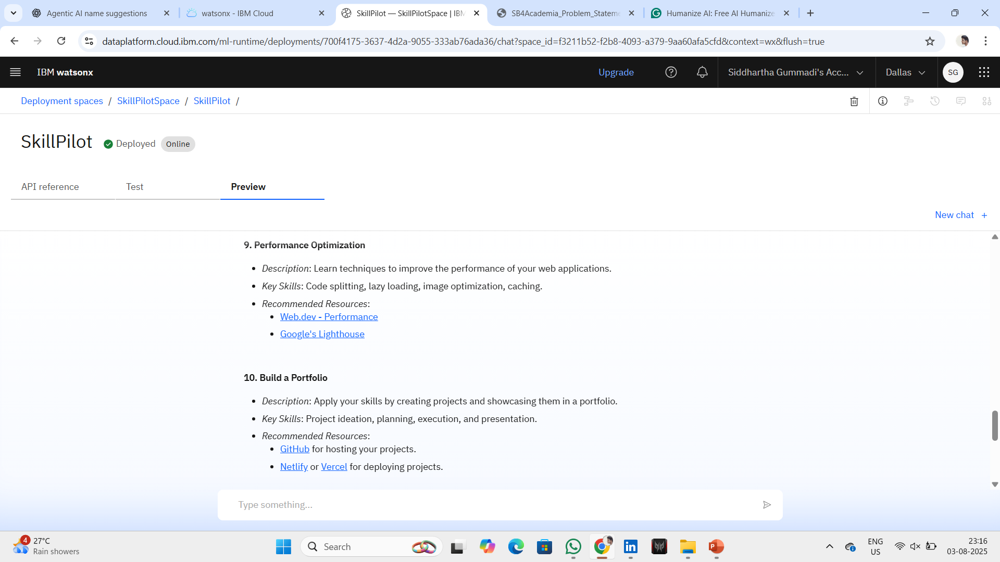 Agentic AI name suggestions
watsonx - IBM Cloud
SkillPilot — SkillPilotSpace | IBM
SB4Academia_Problem_Stateme
Humanize AI: Free AI Humanize
dataplatform.cloud.ibm.com/ml-runtime/deployments/700f4175-3637-4d2a-9055-333ab76ada36/chat?space_id=f3211b52-f2b8-4093-a379-9aa60afa5cfd&context=wx&flush=true
IBM watsonx
Upgrade
Siddhartha Gummadi's Acc...
Dallas
SG
Deployment spaces / SkillPilotSpace / SkillPilot /
SkillPilot
Deployed
Online
API reference
Test
Preview
New chat +
9. Performance Optimization
• Description: Learn techniques to improve the performance of your web applications.
• Key Skills: Code splitting, lazy loading, image optimization, caching.
• Recommended Resources:
• Web.dev - Performance
• Google's Lighthouse
10. Build a Portfolio
• Description: Apply your skills by creating projects and showcasing them in a portfolio.
• Key Skills: Project ideation, planning, execution, and presentation.
• Recommended Resources:
• GitHub for hosting your projects.
• Netlify or Vercel for deploying projects.
Type something...
4
27°C
Rain showers
Search
ENG
US
23:16
03-08-2025